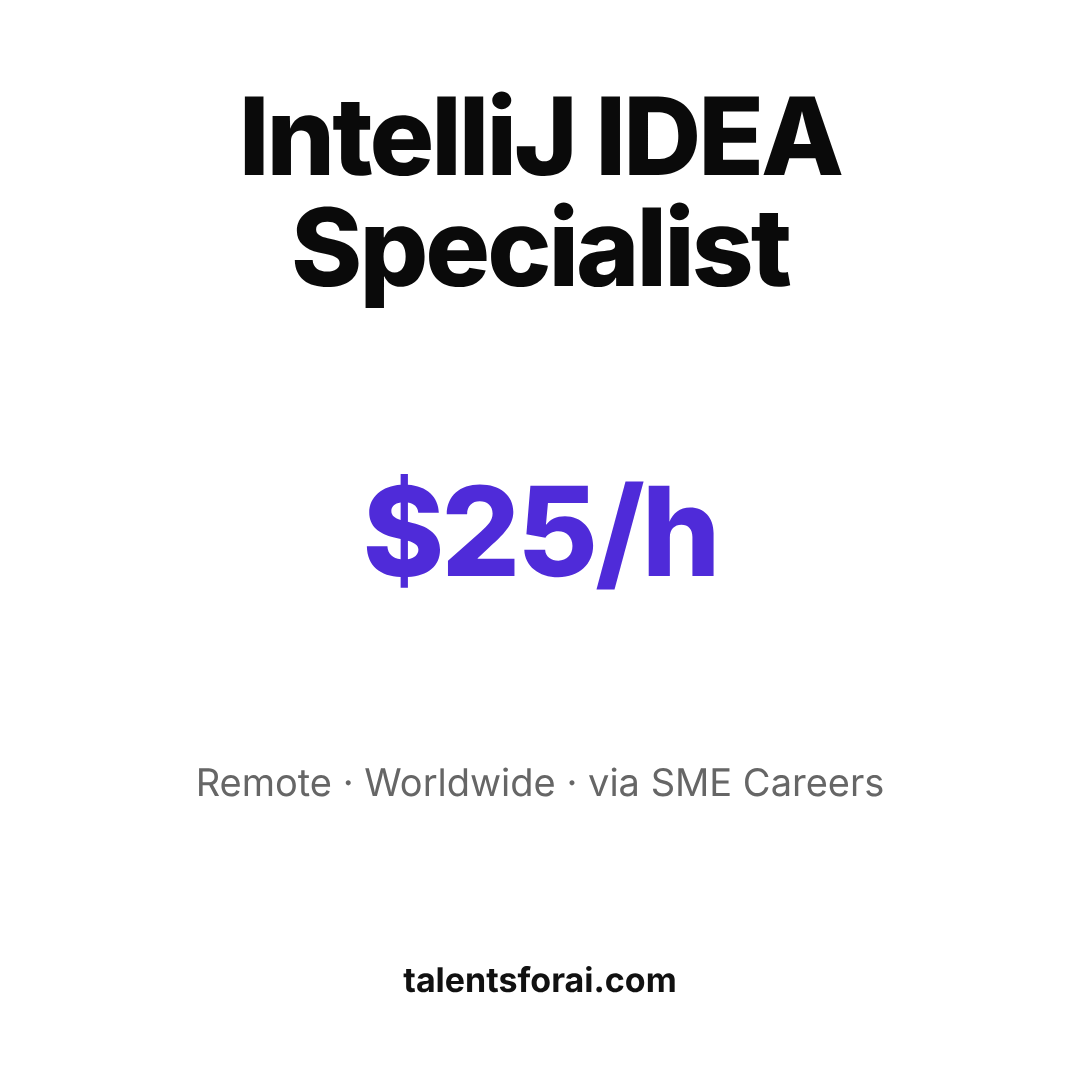 IntelliJ IDEA
Specialist
$25/h
Remote · Worldwide · via SME Careers
talentsforai.com